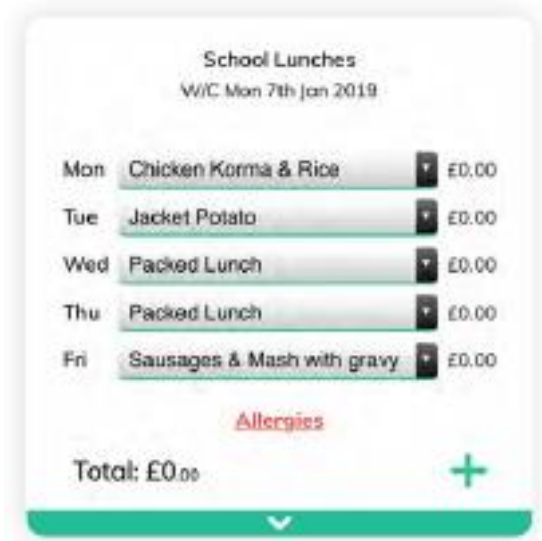 School Lunches
W/C Mon 7th Jan 2019
Mon Chicken Korma & Rice £0.00
Tue Jacket Potato £0.00
Wed Packed Lunch £0.00
Thu Packed Lunch £0.00
Fri Sausages & Mash with gravy £0.00
Allergies
Total: £0.00